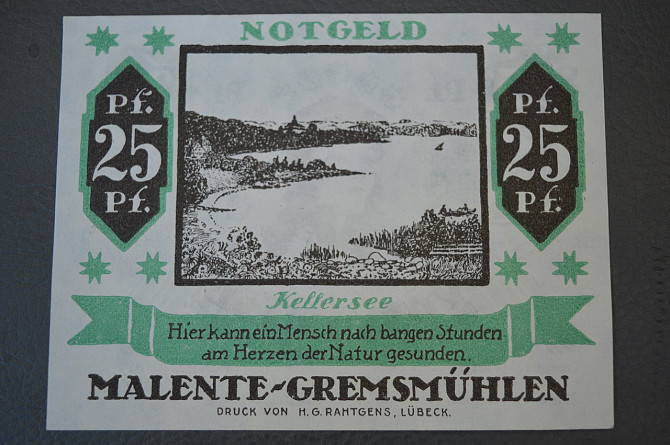 NOTGELD
Pf.
25
Pf.
Pf.
25
Pf.
Kellersee
Hier kann ein Mensch nach bangen Stunden
am Herzen der Natur gesunden.
MALENTE-GREMSMÜHLEN
DRUCK VON H.G. RAHTGENS, LÜBECK.